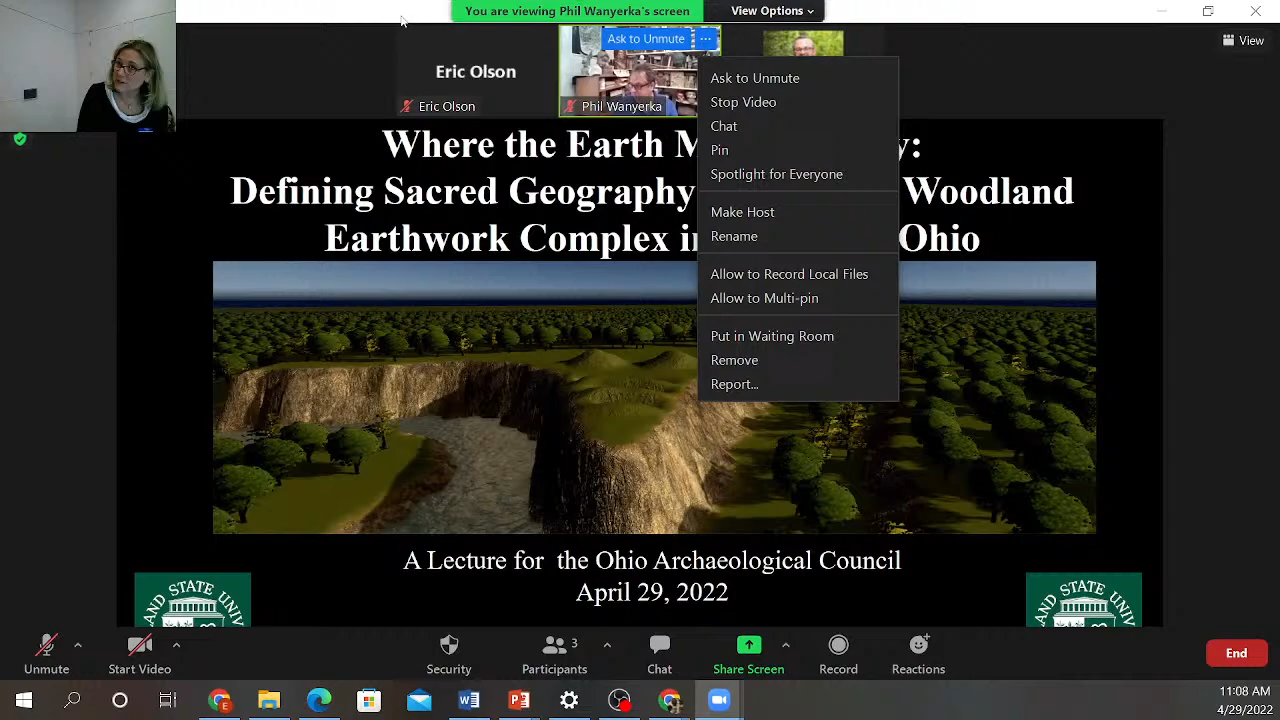 You are viewing Phil Wanyerka's screen
View Options
View
Ask to Unmute
...
Eric Olson
Eric Olson
Phil Wanyerka
Ask to Unmute
Stop Video
Chat
Pin
Spotlight for Everyone
Make Host
Rename
Allow to Record Local Files
Allow to Multi-pin
Put in Waiting Room
Remove
Report...
Where the Earth M y:
Defining Sacred Geography Woodland
Earthwork Complex in Ohio
A Lecture for the Ohio Archaeological Council
April 29, 2022
STATE
STATE
Unmute
Start Video
Security
Participants
3
Chat
Share Screen
Record
Reactions
End
11:08 AM
4/29/2022